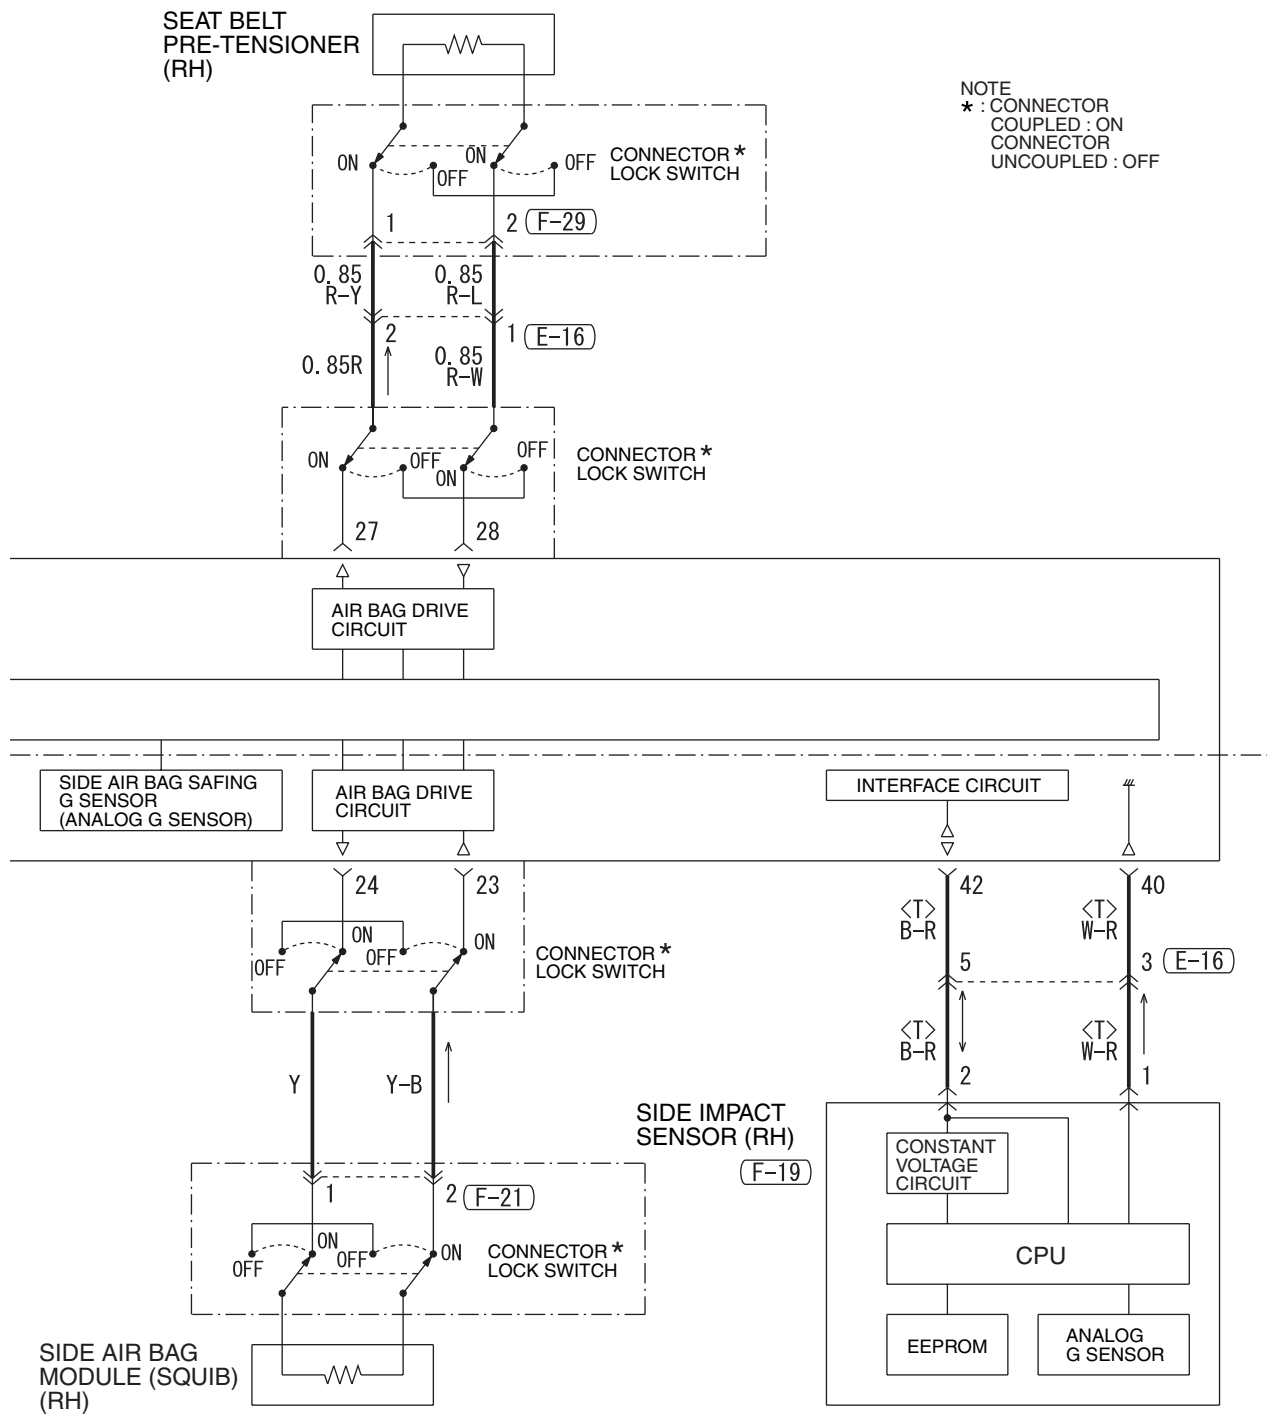 SEAT BELT
PRE-TENSIONER
(RH)
NOTE
* : CONNECTOR
COUPLED : ON
CONNECTOR
UNCOUPLED : OFF
ON
OFF
ON
OFF
CONNECTOR *
LOCK SWITCH
1
2
F-29
0.85
R-Y
0.85
R-L
2
1
E-16
0.85R
0.85
R-W
ON
OFF
ON
OFF
CONNECTOR *
LOCK SWITCH
27
28
AIR BAG DRIVE
CIRCUIT
SIDE AIR BAG SAFING
G SENSOR
(ANALOG G SENSOR)
AIR BAG DRIVE
CIRCUIT
INTERFACE CIRCUIT
24
23
42
40
<T>
B-R
<T>
W-R
OFF
ON
OFF
ON
CONNECTOR *
LOCK SWITCH
5
3
E-16
<T>
B-R
<T>
W-R
2
1
Y
Y-B
SIDE IMPACT
SENSOR (RH)
F-19
CONSTANT
VOLTAGE
CIRCUIT
1
2
F-21
OFF
ON
OFF
ON
CONNECTOR *
LOCK SWITCH
CPU
EEPROM
ANALOG
G SENSOR
SIDE AIR BAG
MODULE (SQUIB)
(RH)